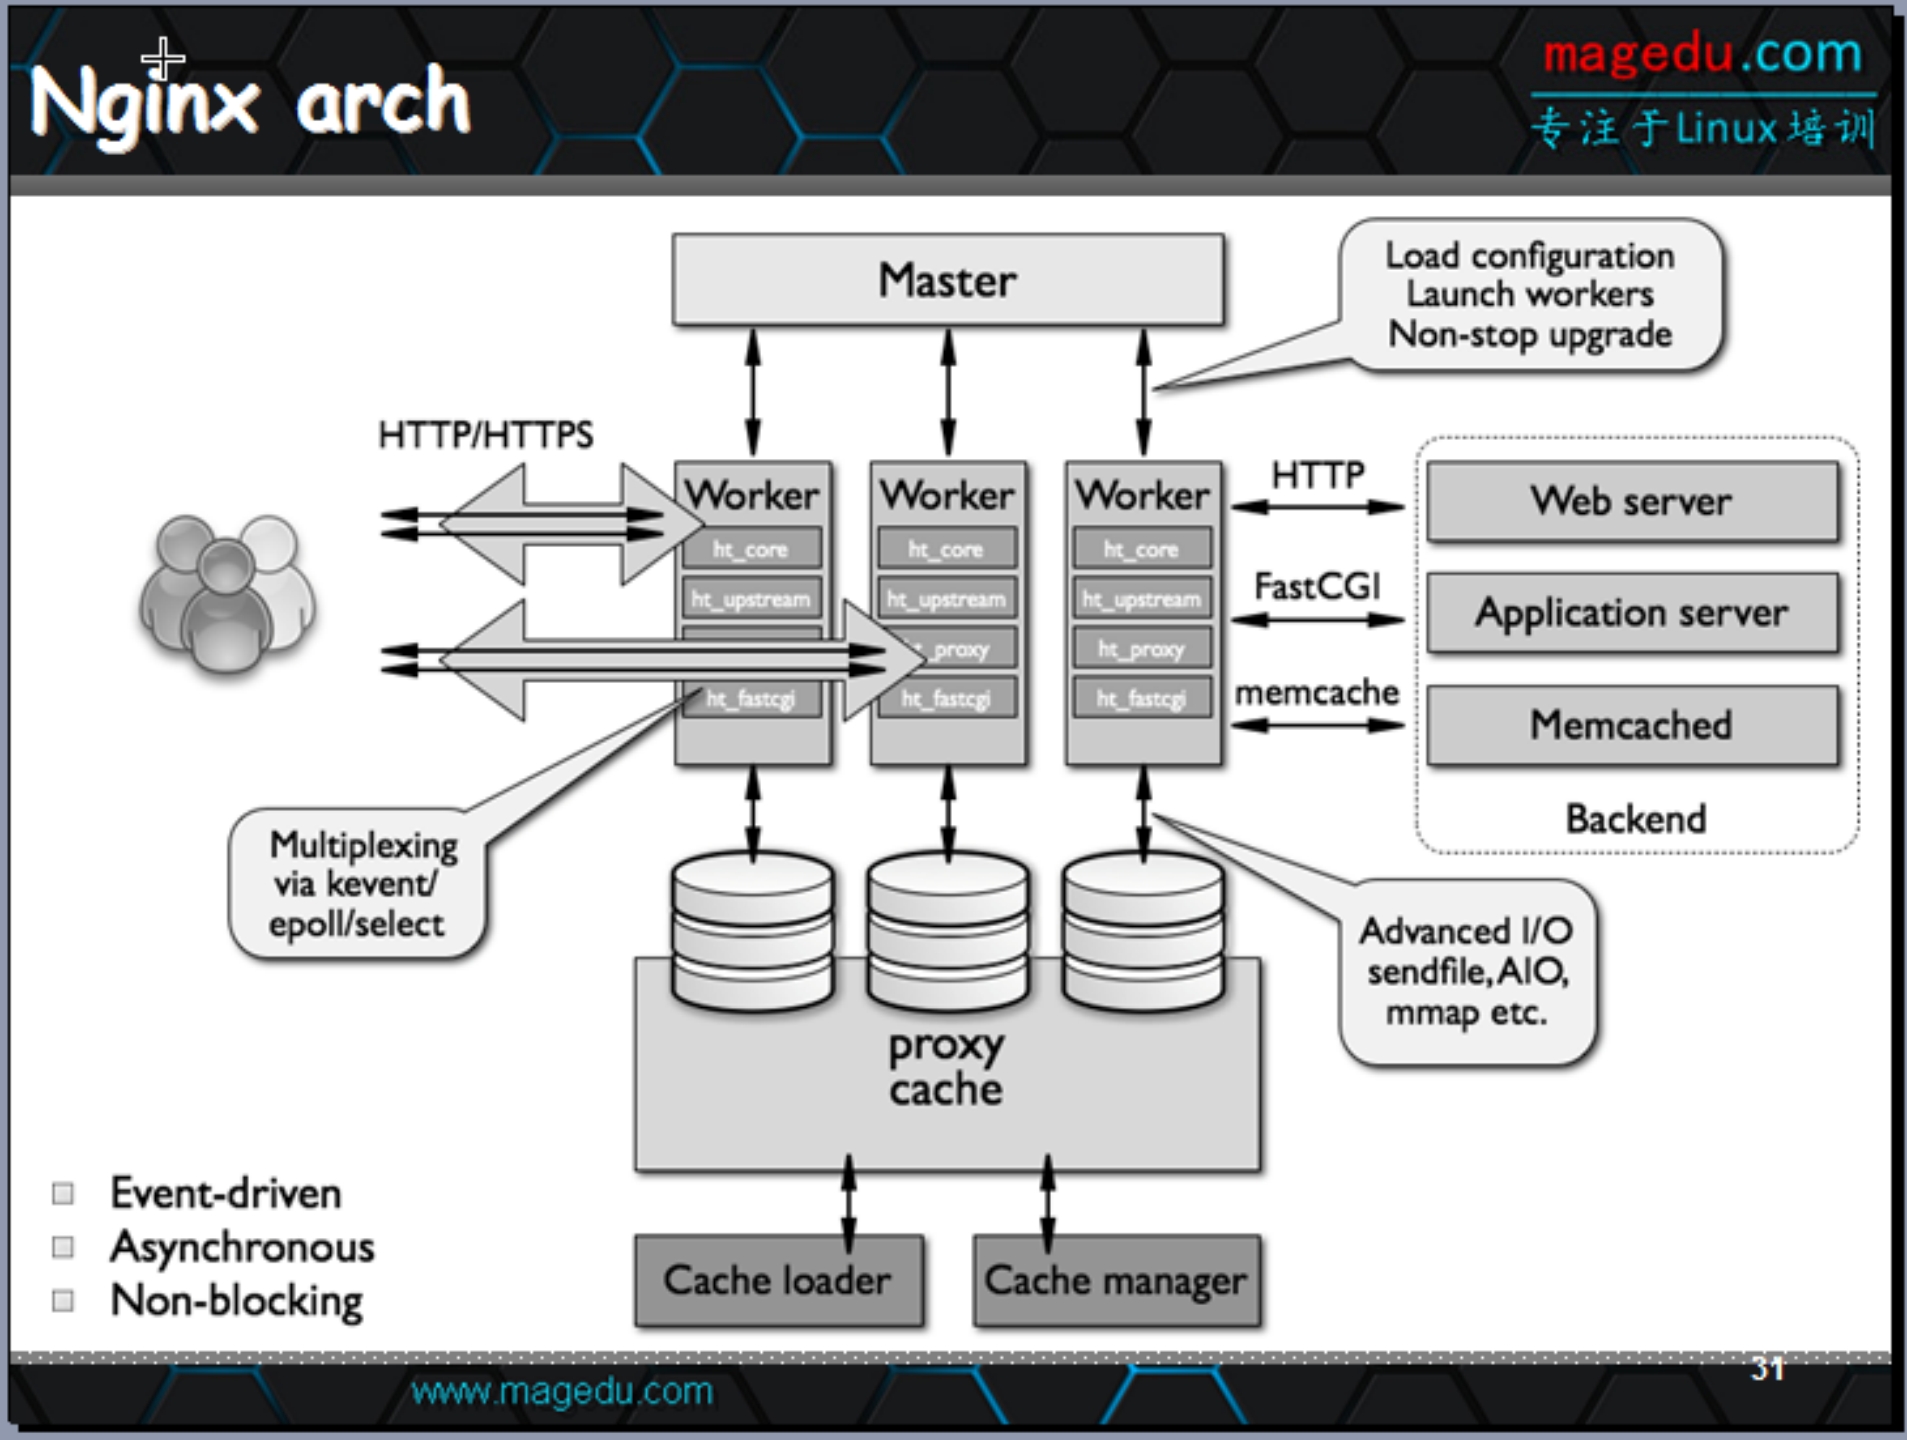 Nginx arch
magedu.com
专注于Linux培训
Master
Load configuration
Launch workers
Non-stop upgrade
HTTP/HTTPS
Worker
ht_core
ht_upstream
ht_fastcgi
Worker
ht_core
ht_upstream
ht_proxy
ht_fastcgi
Worker
ht_core
ht_upstream
ht_proxy
ht_fastcgi
HTTP
FastCGI
memcache
Web server
Application server
Memcached
Backend
Multiplexing
via kevent/
epoll/select
Advanced I/O
sendfile, AIO,
mmap etc.
proxy
cache
Event-driven
Asynchronous
Non-blocking
Cache loader
Cache manager
www.magedu.com
31